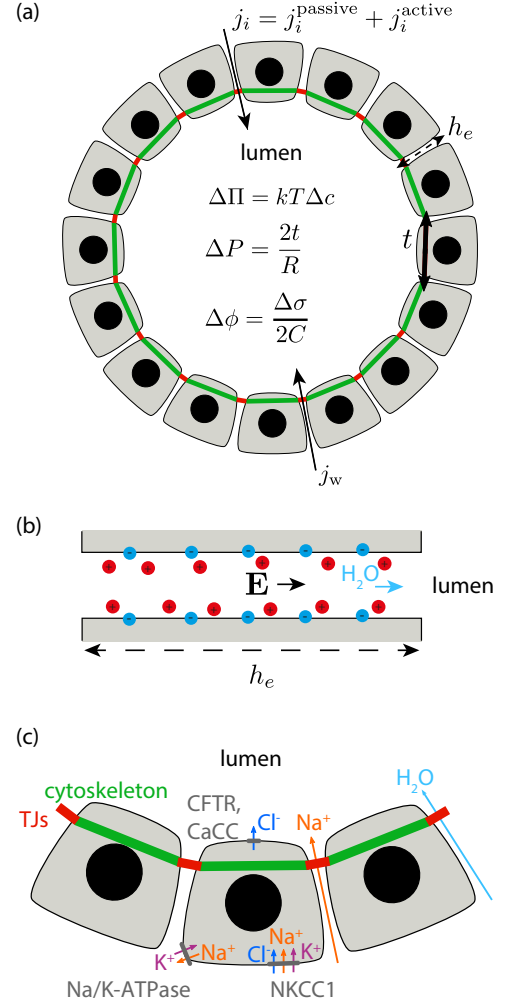 (a)
j_i = j_i^passive + j_i^active
h_e
lumen
ΔΠ = kTΔc
ΔP = 2t/R
t
Δϕ = Δσ/2C
j_w
(b)
- - - - -
+ + + + + +
E
H₂O
lumen
+ + + + + +
- - - - -
h_e
(c)
lumen
H₂O
cytoskeleton
CFTR,
TJs
CaCC
Cl⁻
Na⁺
K⁺
Na⁺
Cl⁻
Na⁺
K⁺
Na/K-ATPase
NKCC1